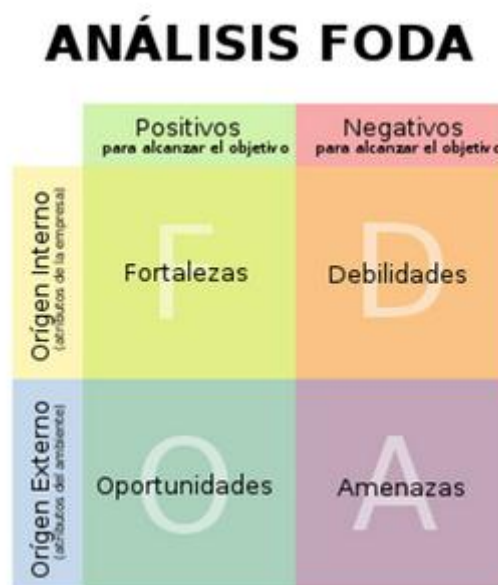 ANÁLISIS FODA
Positivos
para alcanzar el objetivo
Negativos
para alcanzar el objetivo
Orígen Interno
(atributos de la empresa)
F
Fortalezas
D
Debilidades
Orígen Externo
(atributos del ambiente)
O
Oportunidades
A
Amenazas